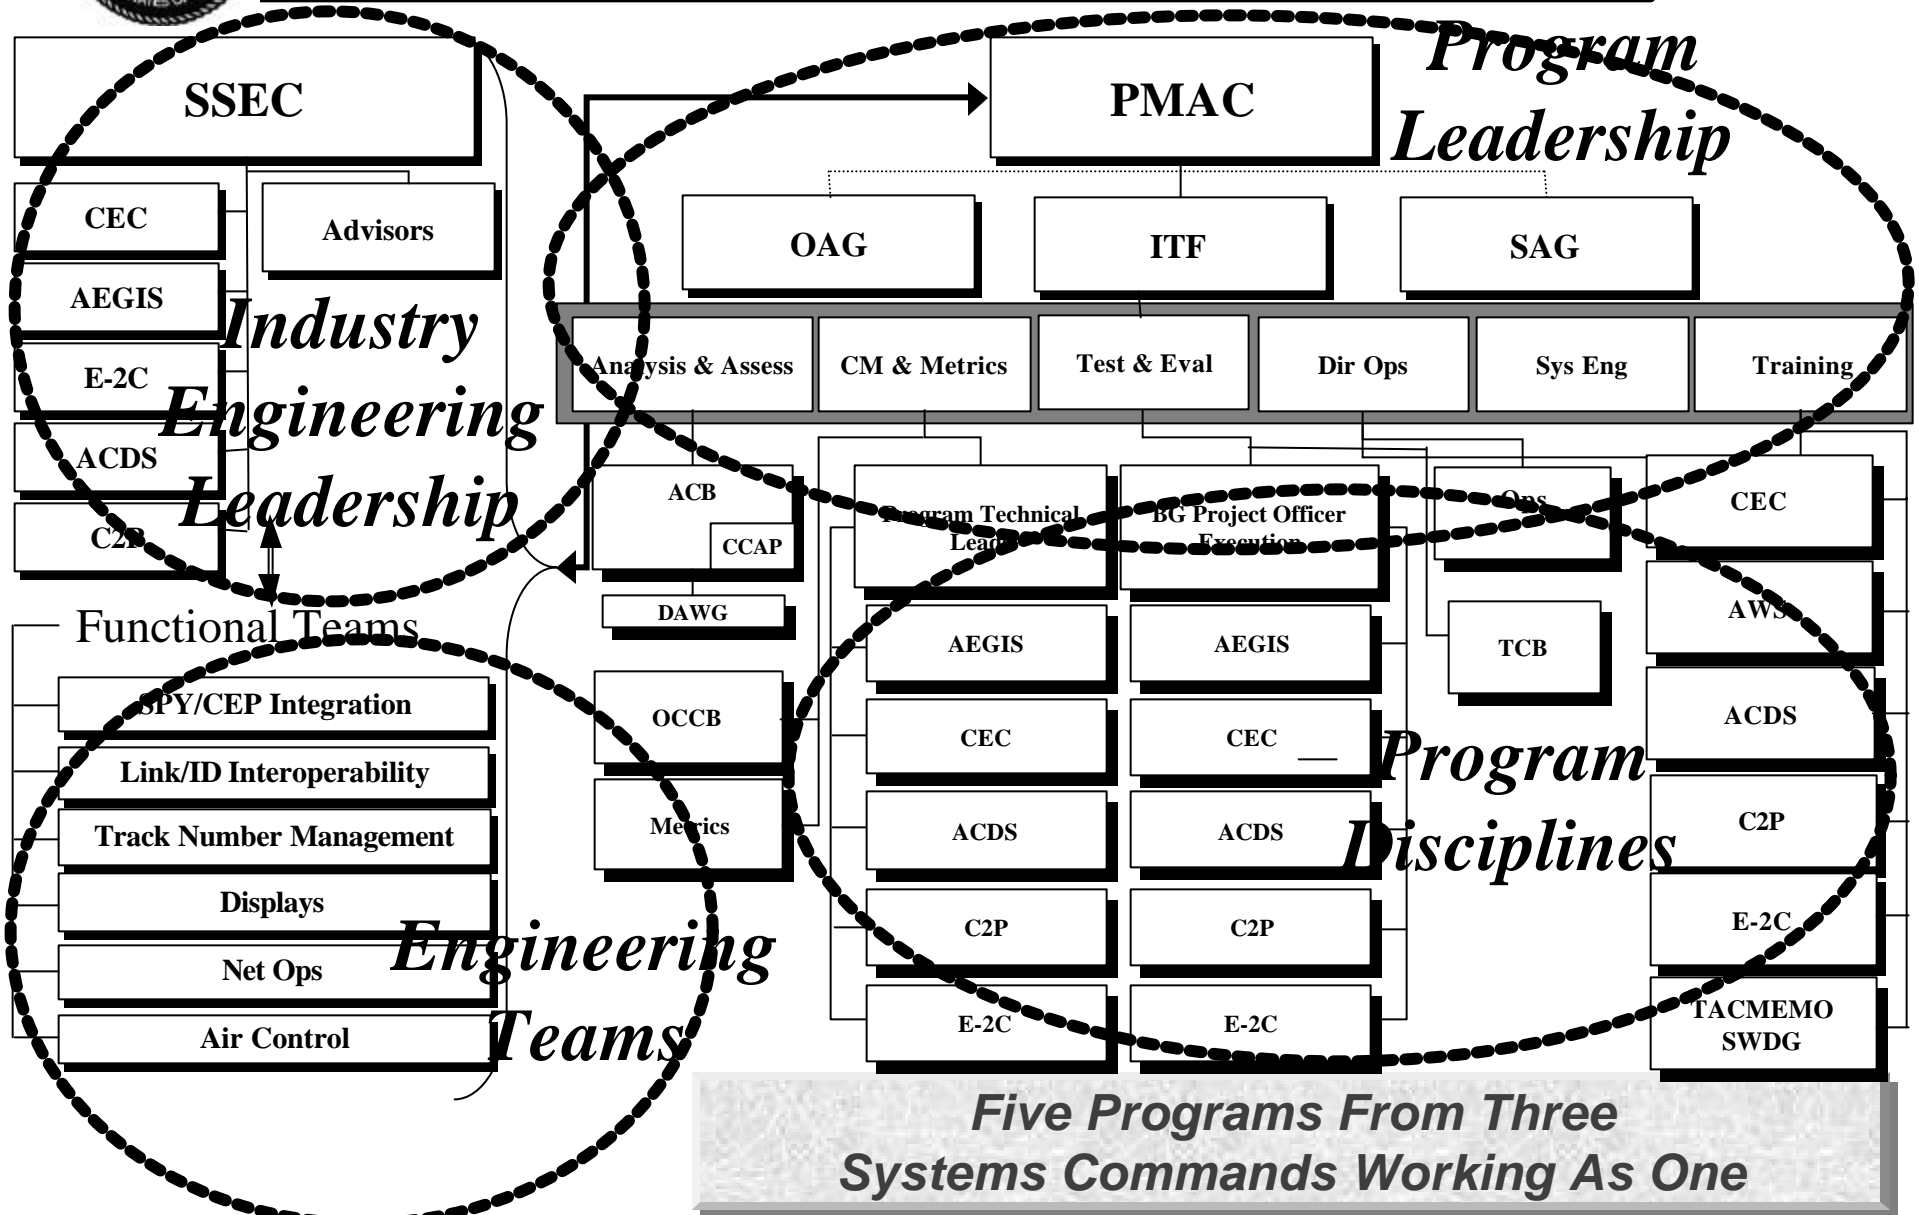 Program
Leadership
SSEC
PMAC
CEC
Advisors
AEGIS
E-2C
ACDS
C2P
Industry
Engineering
Leadership
OAG
ITF
SAG
Analysis & Assess
CM & Metrics
Test & Eval
Dir Ops
Sys Eng
Training
ACB
CCAP
DAWG
OCCB
Metrics
Program Technical
BG Project Officer
Execution
AEGIS
CEC
ACDS
C2P
E-2C
AEGIS
CEC
ACDS
C2P
E-2C
Ops
TCB
CEC
AWS
ACDS
C2P
E-2C
TACMEMO
SWDG
Program
Disciplines
Functional Teams
SPY/CEP Integration
Link/ID Interoperability
Track Number Management
Displays
Net Ops
Air Control
Engineering
Teams
Five Programs From Three
Systems Commands Working As One